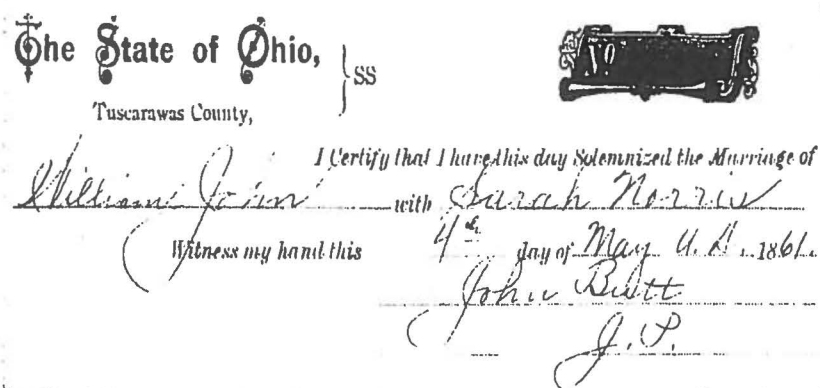 The State of Ohio,
SS
Tuscarawas County,
No
I Certify that I have this day Solemnized the Marriage of
William John with Sarah Norris
Witness my hand this 4th day of May A.D. 1861.
John Butt
J.P.